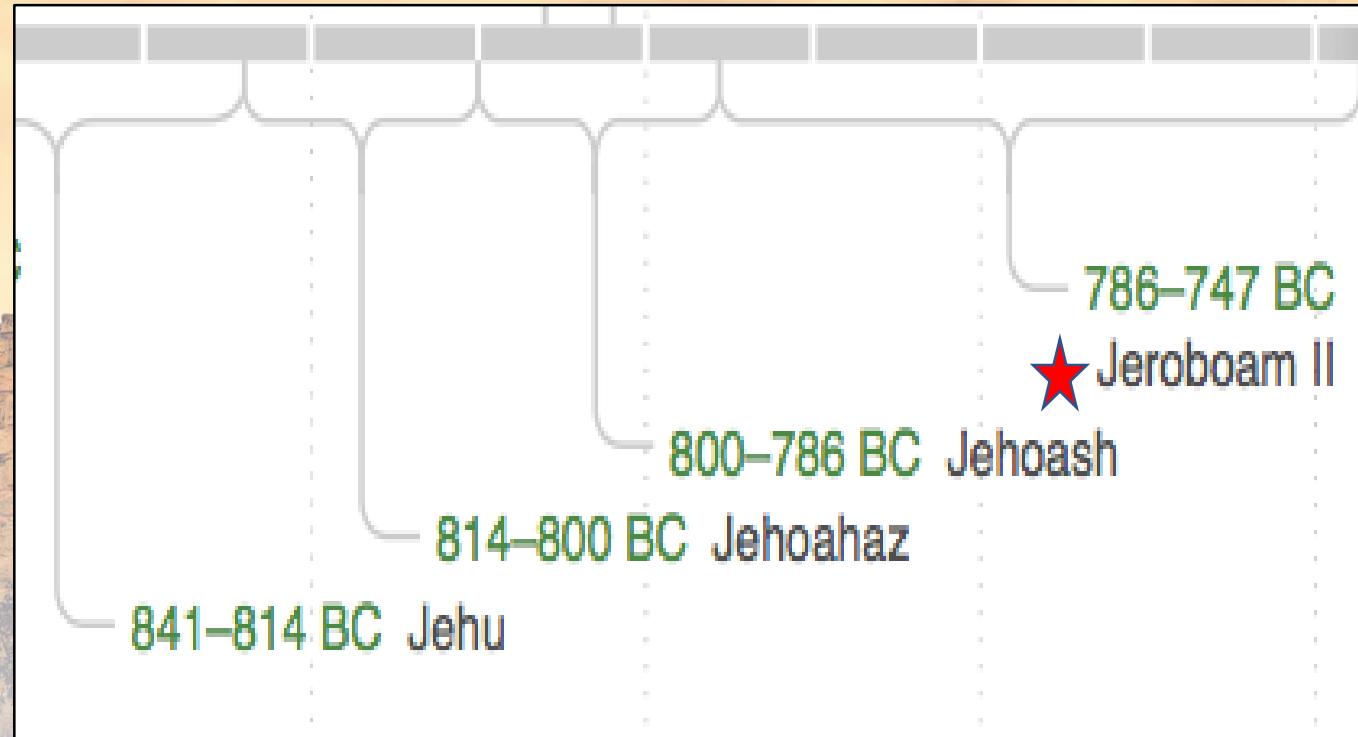 786–747 BC
Jeroboam II
800–786 BC Jehoash
814–800 BC Jehoahaz
841–814 BC Jehu